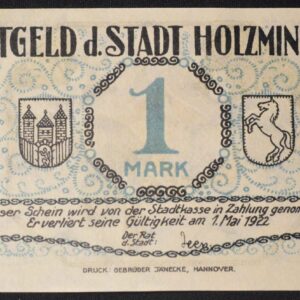 TGELD d. STADT HOLZMIN
1
MARK
ser Schein wird von der Stadtkasse in Zahlung genom
Er verliert seine Gültigkeit am 1. Mai 1922
Der Rat
d. Stadt:
DRUCK GEBRÜDER JÄNECKE, HANNOVER.